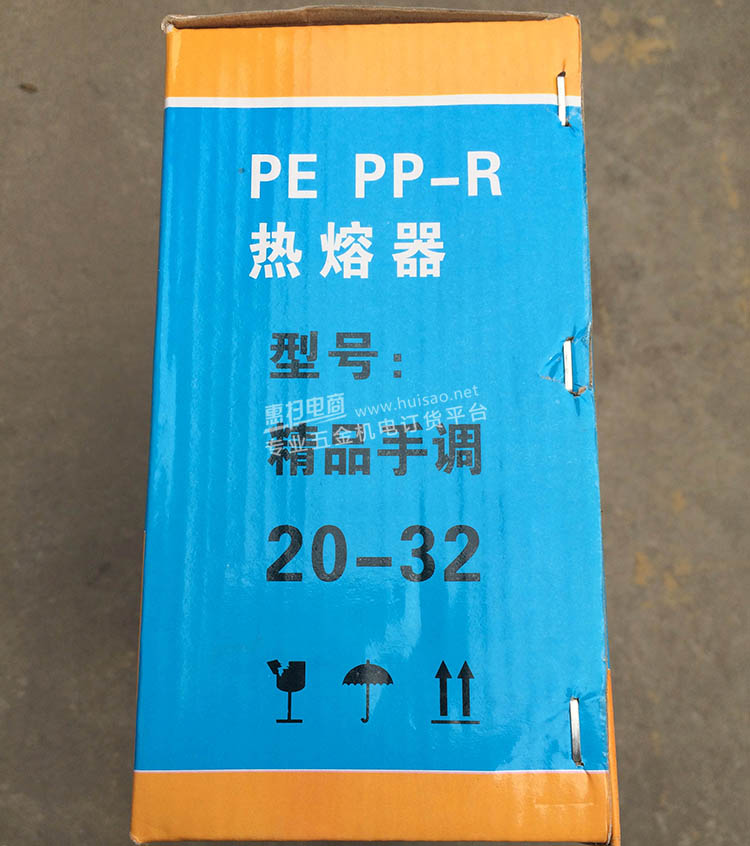 PE PP-R
热熔器
型号：
惠扫电商 www.huisao.net
专业五金机电订货平台
精品手调
20-32